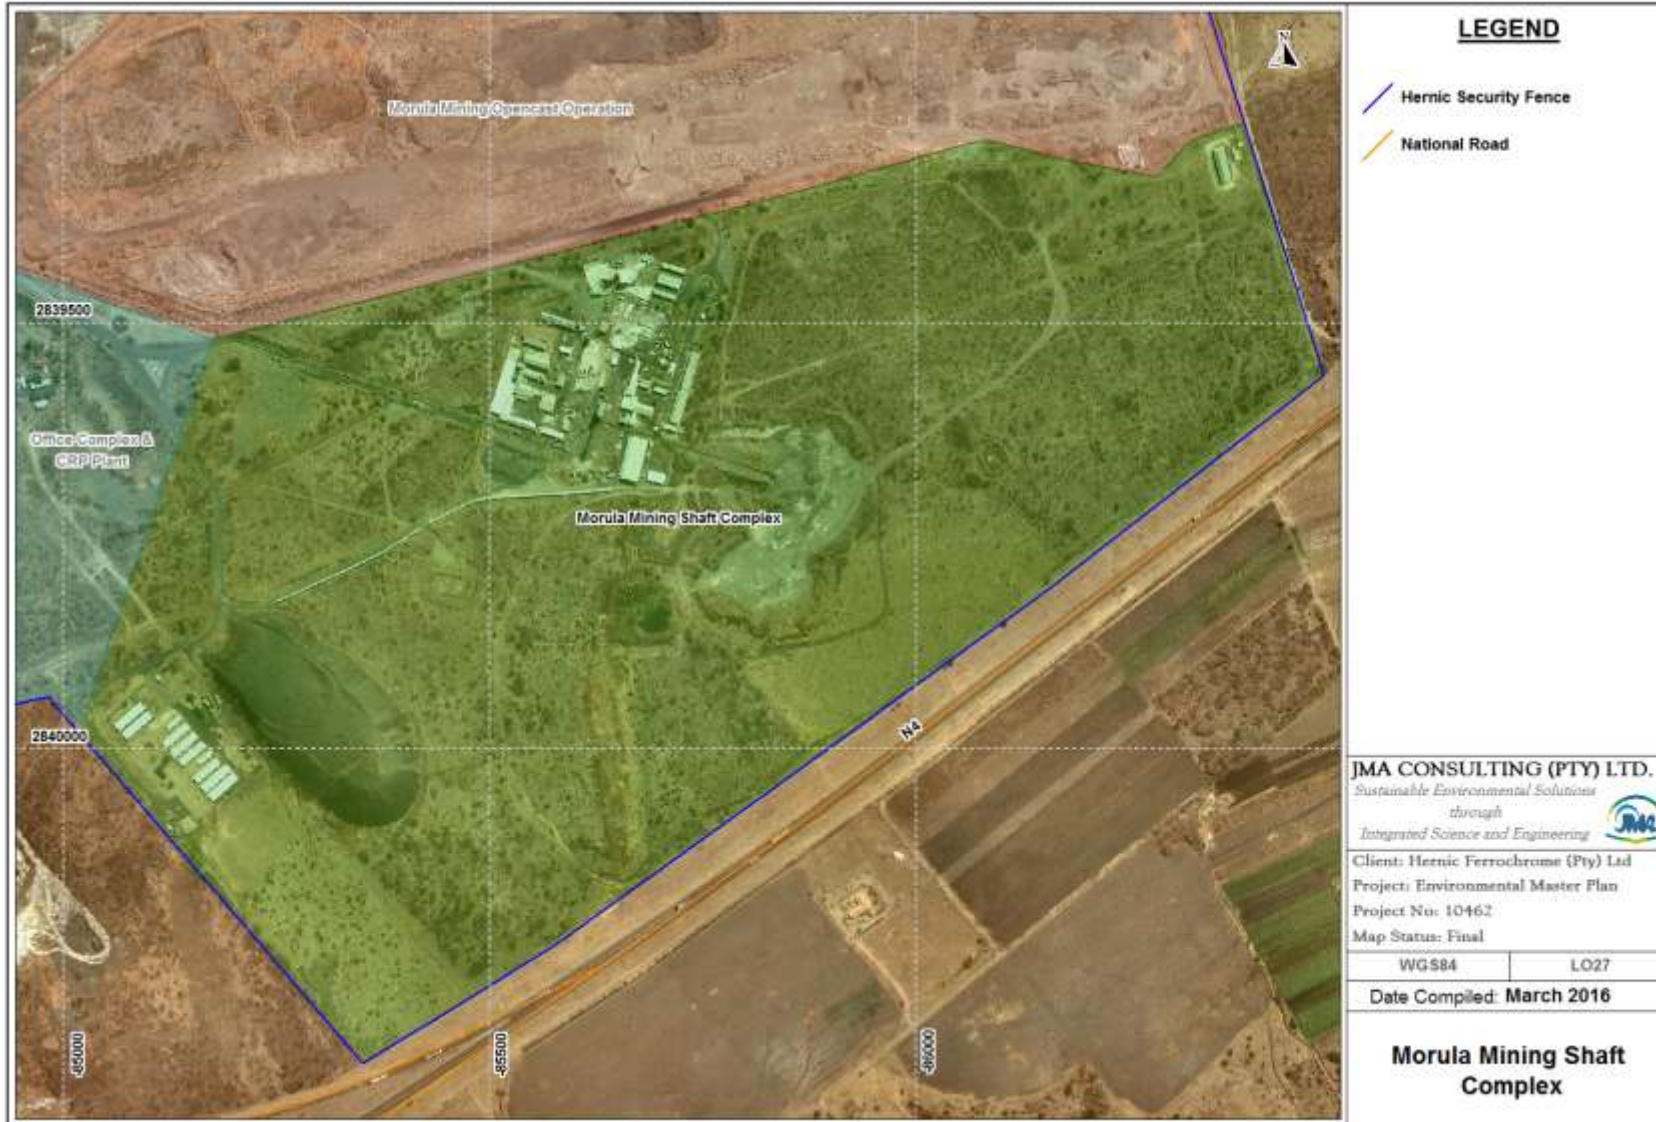 LEGEND
N
Hernic Security Fence
National Road
Morula Mining Opencast Operation
2839500
Office Complex &
CRP Plant
Morula Mining Shaft Complex
2840000
N4
-85000
-85500
-86000
JMA CONSULTING (PTY) LTD.
Sustainable Environmental Solutions
through
Integrated Science and Engineering
JMA
Client: Hernic Ferrochrome (Pty) Ltd
Project: Environmental Master Plan
Project No: 10462
Map Status: Final
WGS84
LO27
Date Compiled: March 2016
Morula Mining Shaft
Complex